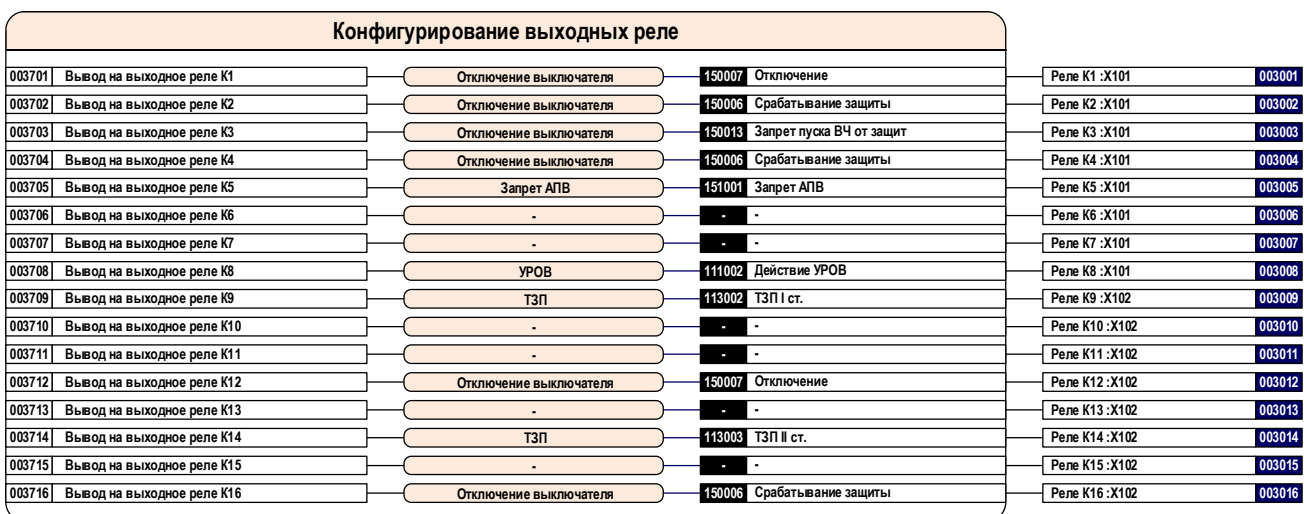 Конфигурирование выходных реле
003701 Вывод на выходное реле К1 Отключение выключателя 150007 Отключение Реле К1 :X101 003001
003702 Вывод на выходное реле К2 Отключение выключателя 150006 Срабатывание защиты Реле К2 :X101 003002
003703 Вывод на выходное реле К3 Отключение выключателя 150013 Запрет пуска ВЧ от защит Реле К3 :X101 003003
003704 Вывод на выходное реле К4 Отключение выключателя 150006 Срабатывание защиты Реле К4 :X101 003004
003705 Вывод на выходное реле К5 Запрет АПВ 151001 Запрет АПВ Реле К5 :X101 003005
003706 Вывод на выходное реле К6 - - - Реле К6 :X101 003006
003707 Вывод на выходное реле К7 - - - Реле К7 :X101 003007
003708 Вывод на выходное реле К8 УРОВ 111002 Действие УРОВ Реле К8 :X101 003008
003709 Вывод на выходное реле К9 ТЗП 113002 ТЗП I ст. Реле К9 :X102 003009
003710 Вывод на выходное реле К10 - - - Реле К10 :X102 003010
003711 Вывод на выходное реле К11 - - - Реле К11 :X102 003011
003712 Вывод на выходное реле К12 Отключение выключателя 150007 Отключение Реле К12 :X102 003012
003713 Вывод на выходное реле К13 - - - Реле К13 :X102 003013
003714 Вывод на выходное реле К14 ТЗП 113003 ТЗП II ст. Реле К14 :X102 003014
003715 Вывод на выходное реле К15 - - - Реле К15 :X102 003015
003716 Вывод на выходное реле К16 Отключение выключателя 150006 Срабатывание защиты Реле К16 :X102 003016